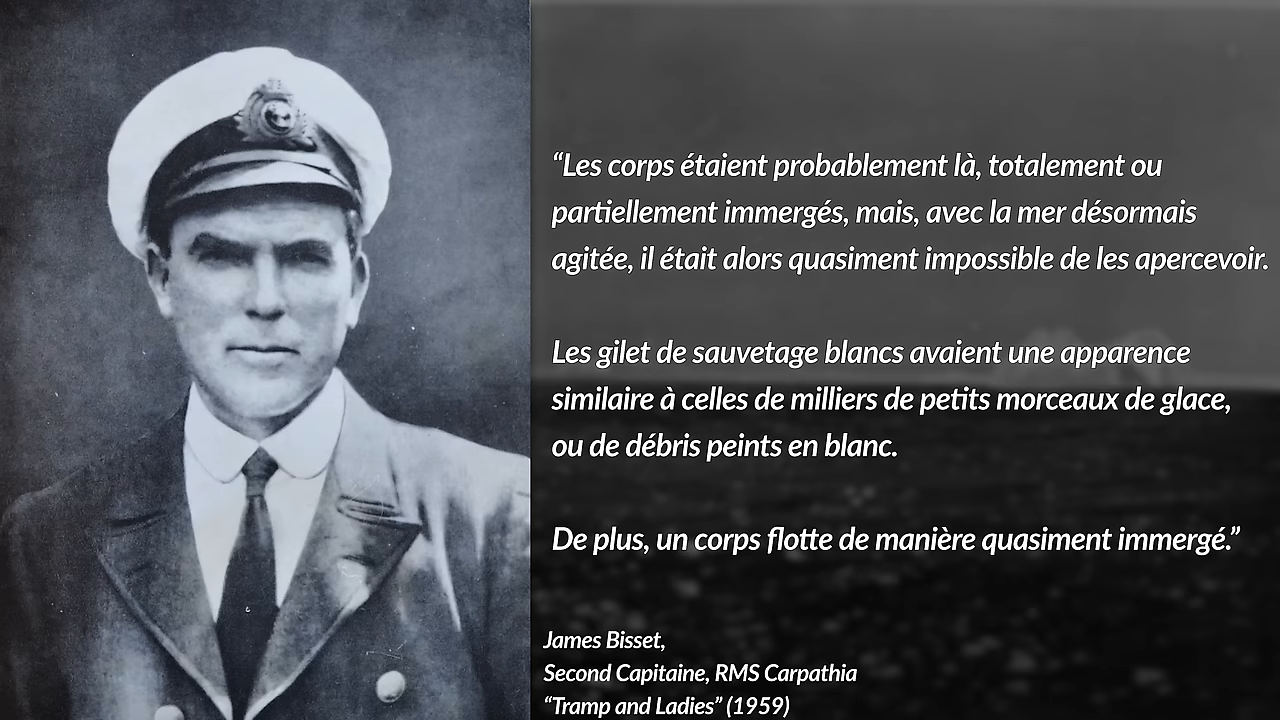 “Les corps étaient probablement là, totalement ou
partiellement immergés, mais, avec la mer désormais
agitée, il était alors quasiment impossible de les apercevoir.
Les gilet de sauvetage blancs avaient une apparence
similaire à celles de milliers de petits morceaux de glace,
ou de débris peints en blanc.
De plus, un corps flotte de manière quasiment immergé.”
James Bisset,
Second Capitaine, RMS Carpathia
“Tramp and Ladies” (1959)